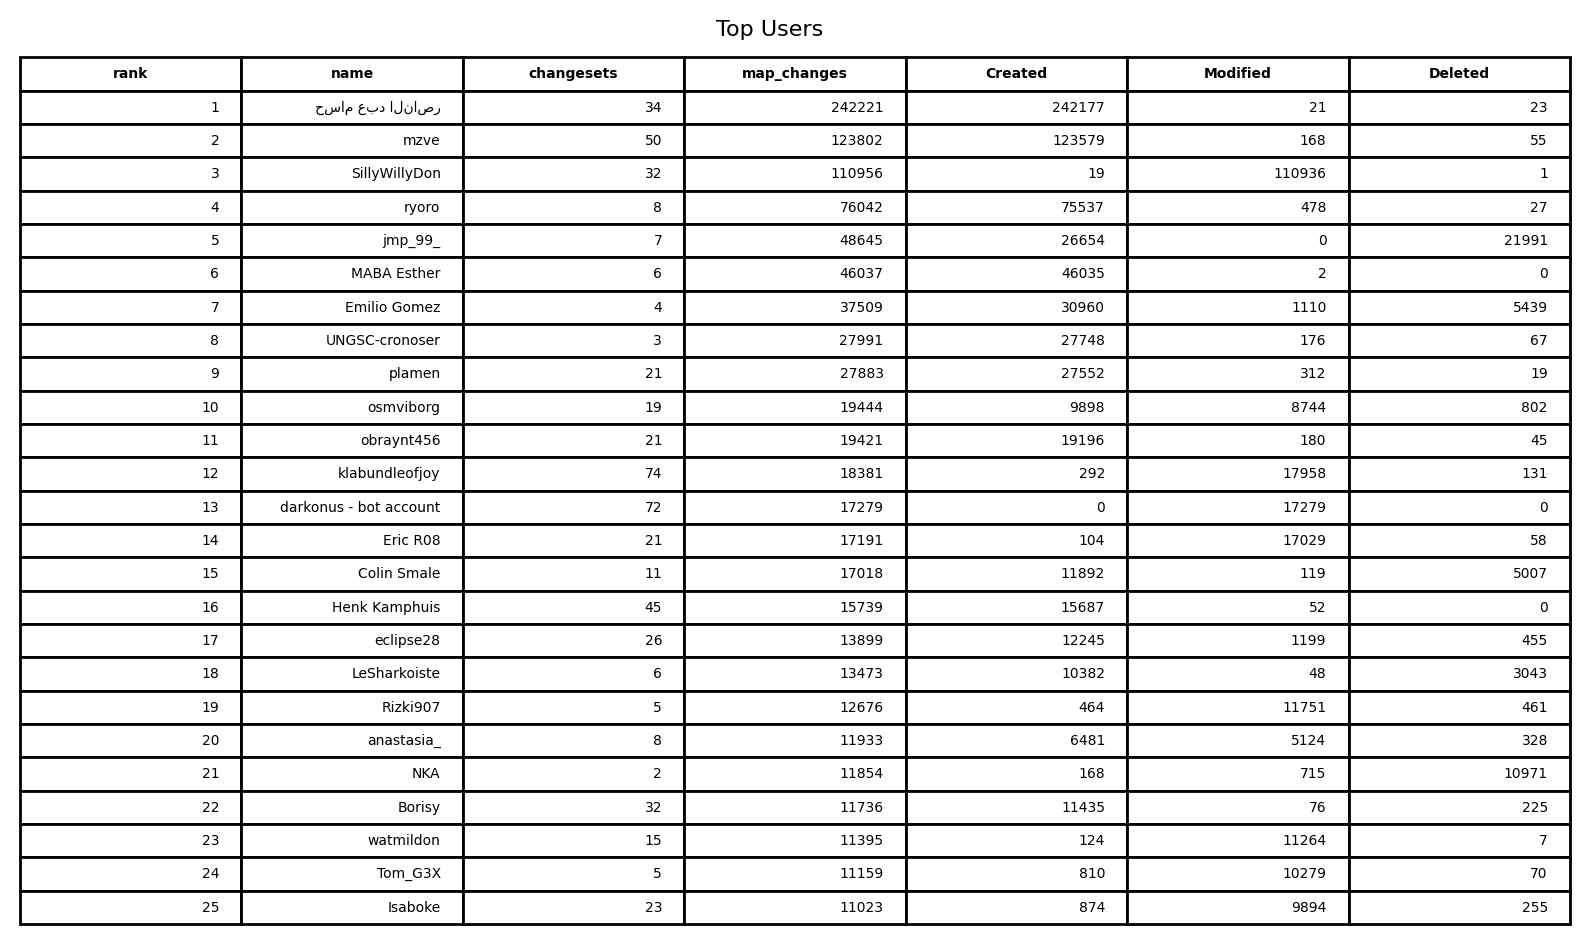 Top Users
rank name changesets map_changes Created Modified Deleted
1 حسام عبد الناصر 34 242221 242177 21 23
2 mzve 50 123802 123579 168 55
3 SillyWillyDon 32 110956 19 110936 1
4 ryoro 8 76042 75537 478 27
5 jmp_99_ 7 48645 26654 0 21991
6 MABA Esther 6 46037 46035 2 0
7 Emilio Gomez 4 37509 30960 1110 5439
8 UNGSC-cronoser 3 27991 27748 176 67
9 plamen 21 27883 27552 312 19
10 osmviborg 19 19444 9898 8744 802
11 obraynt456 21 19421 19196 180 45
12 klabundleofjoy 74 18381 292 17958 131
13 darkonus - bot account 72 17279 0 17279 0
14 Eric R08 21 17191 104 17029 58
15 Colin Smale 11 17018 11892 119 5007
16 Henk Kamphuis 45 15739 15687 52 0
17 eclipse28 26 13899 12245 1199 455
18 LeSharkoiste 6 13473 10382 48 3043
19 Rizki907 5 12676 464 11751 461
20 anastasia_ 8 11933 6481 5124 328
21 NKA 2 11854 168 715 10971
22 Borisy 32 11736 11435 76 225
23 watmildon 15 11395 124 11264 7
24 Tom_G3X 5 11159 810 10279 70
25 Isaboke 23 11023 874 9894 255